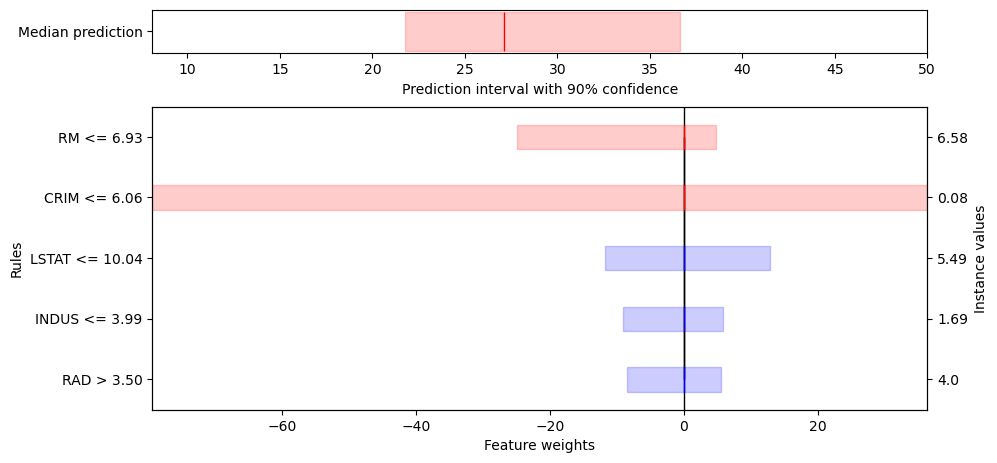 Median prediction
10 15 20 25 30 35 40 45 50
Prediction interval with 90% confidence
RM <= 6.93 6.58
CRIM <= 6.06 0.08
LSTAT <= 10.04 5.49
INDUS <= 3.99 1.69
RAD > 3.50 4.0
Rules
Instance values
−60 −40 −20 0 20
Feature weights